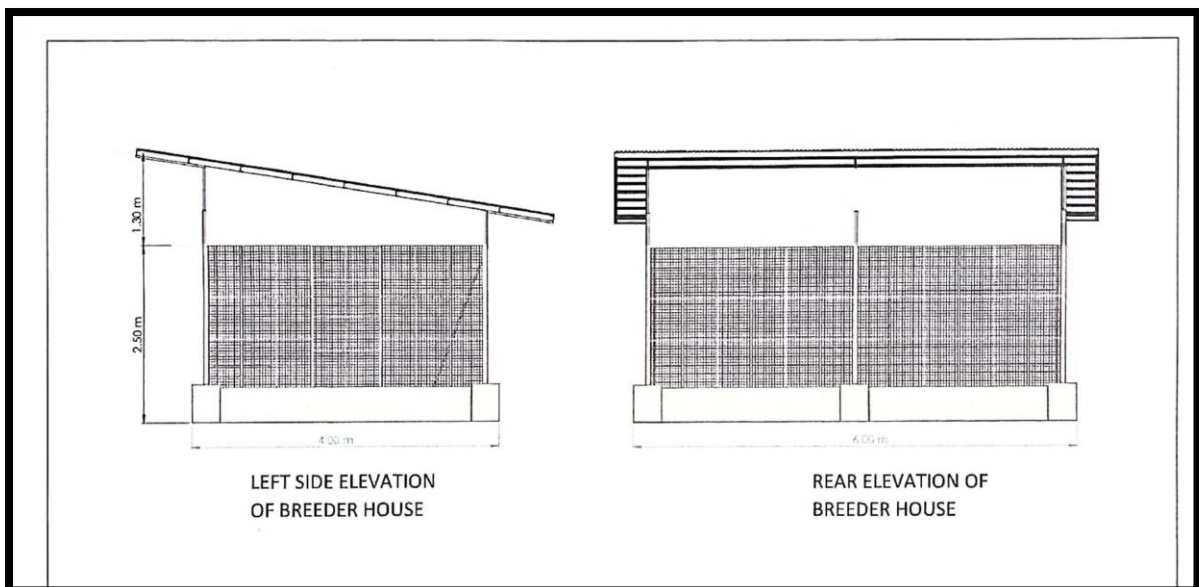 1.30 m
2.50 m
4.00 m
6.00 m
LEFT SIDE ELEVATION
OF BREEDER HOUSE
REAR ELEVATION OF
BREEDER HOUSE